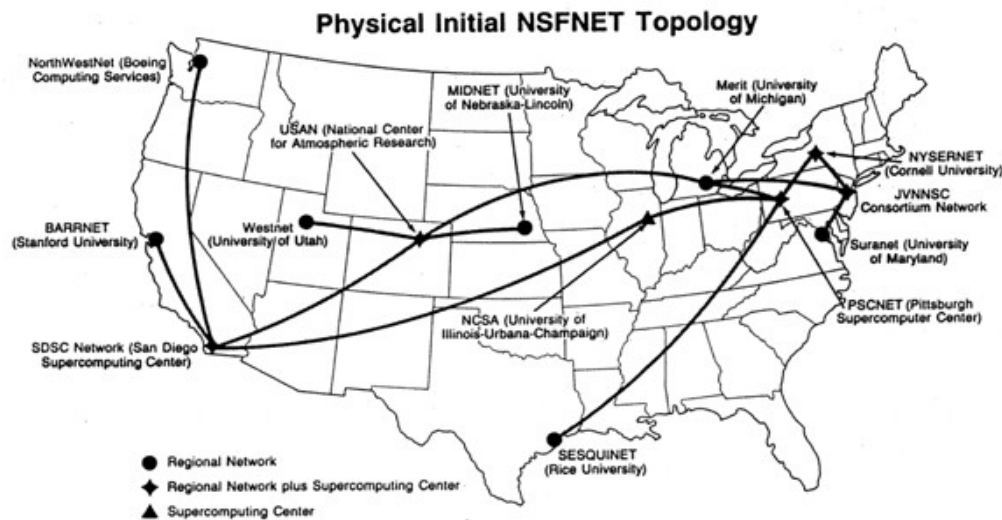 Physical Initial NSFNET Topology
NorthWestNet (Boeing
Computing Services)
MIDNET (University
of Nebraska-Lincoln)
Merit (University
of Michigan)
USAN (National Center
for Atmospheric Research)
NYSERNET
(Cornell University)
JVNNSC
Consortium Network
BARRNET
(Stanford University)
Westnet
(University of Utah)
Suranet (University
of Maryland)
PSCNET (Pittsburgh
Supercomputer Center)
NCSA (University of
Illinois-Urbana-Champaign)
SDSC Network (San Diego
Supercomputing Center)
SESQUINET
(Rice University)
Regional Network
Regional Network plus Supercomputing Center
Supercomputing Center